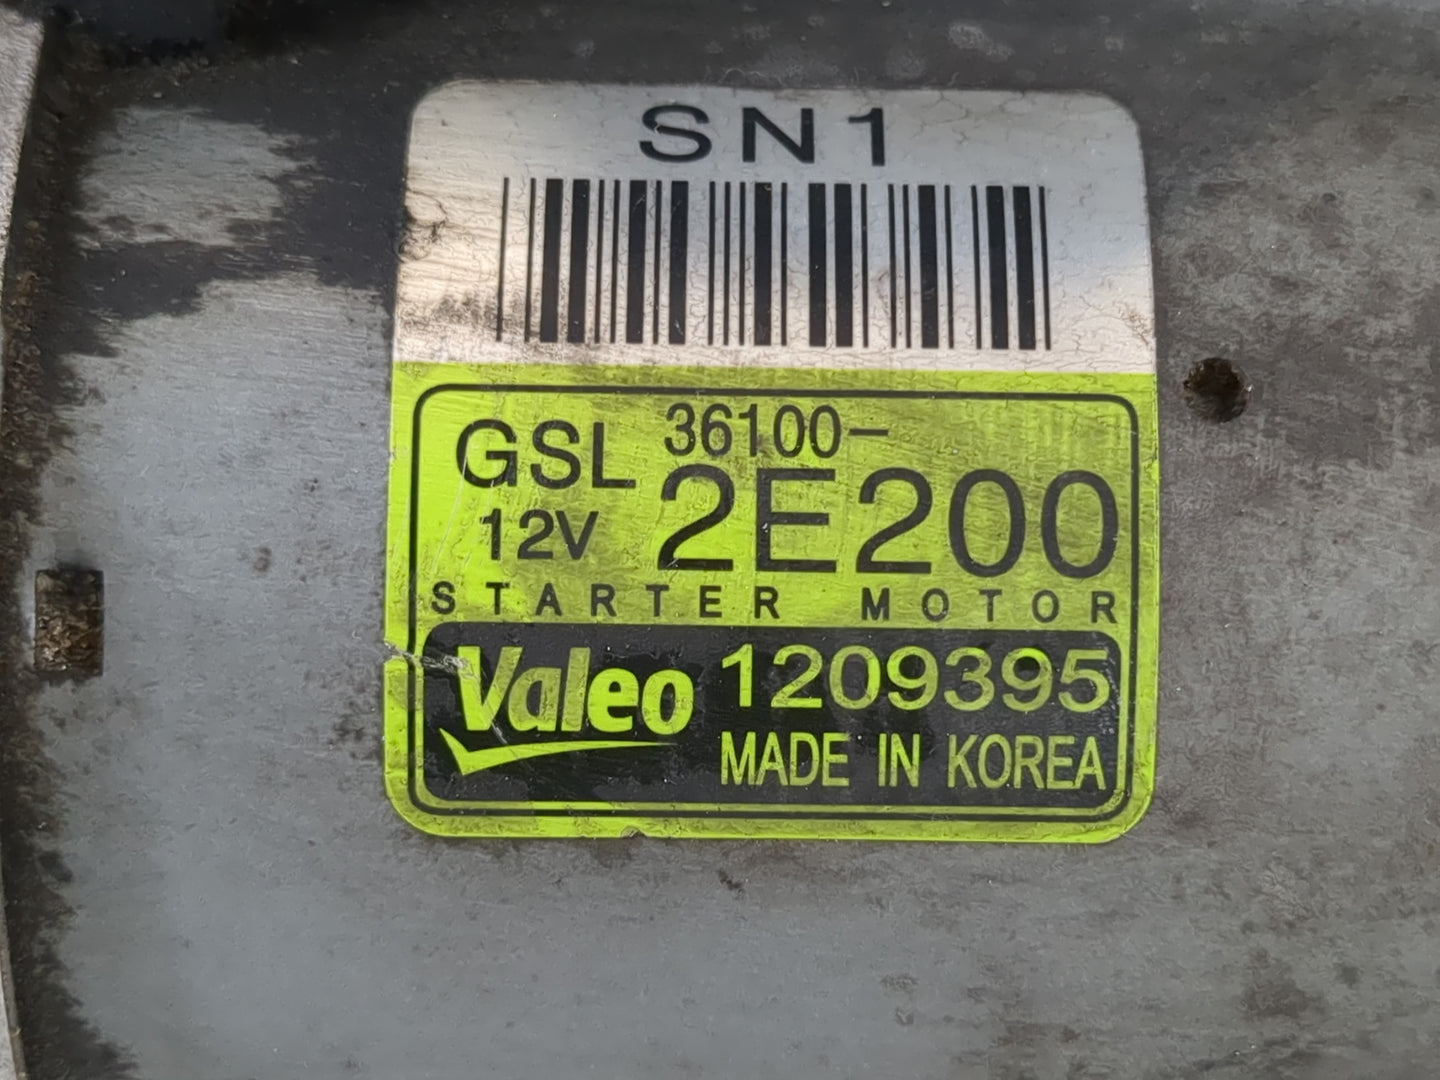 SN1
GSL 36100-
12V 2E200
STARTER MOTOR
Valeo 1209395
MADE IN KOREA